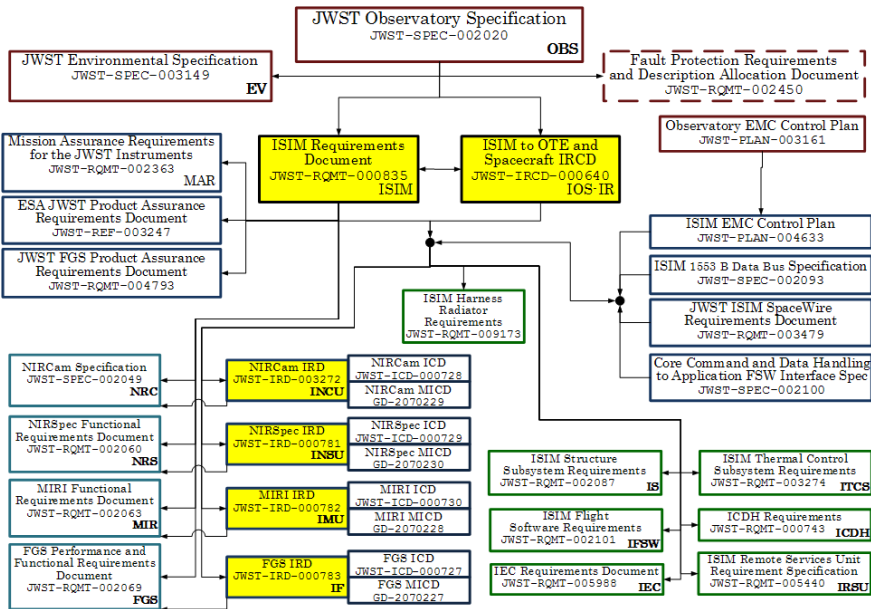 JWST Observatory Specification
JWST-SPEC-002020
OBS
JWST Environmental Specification
JWST-SPEC-003149
EV
Fault Protection Requirements
and Description Allocation Document
JWST-RQMT-002450
Mission Assurance Requirements
for the JWST Instruments
JWST-RQMT-002363
MAR
ISIM Requirements
Document
JWST-RQMT-000835
ISIM
ISIM to OTE and
Spacecraft IRCD
JWST-IRCD-000640
IOS-IR
Observatory EMC Control Plan
JWST-PLAN-003161
ESA JWST Product Assurance
Requirements Document
JWST-REF-003247
JWST FGS Product Assurance
Requirements Document
JWST-RQMT-004793
ISIM EMC Control Plan
JWST-PLAN-004633
ISIM 1553 B Data Bus Specification
JWST-SPEC-002093
JWST ISIM SpaceWire
Requirements Document
JWST-RQMT-003479
Core Command and Data Handling
to Application FSW Interface Spec
JWST-SPEC-002100
ISIM Harness
Radiator
Requirements
JWST-RQMT-009173
NIRCam Specification
JWST-SPEC-002049
NRC
NIRCam IRD
JWST-IRD-003272
INCU
NIRCam ICD
JWST-ICD-000728
NIRCam MICD
GD-2070229
NIRSpec Functional
Requirements Document
JWST-RQMT-002060
NRS
NIRSpec IRD
JWST-IRD-000781
INSU
NIRSpec ICD
JWST-ICD-000729
NIRSpec MICD
GD-2070230
MIRI Functional
Requirements Document
JWST-RQMT-002063
MIR
MIRI IRD
JWST-IRD-000782
IMU
MIRI ICD
JWST-ICD-000730
MIRI MICD
GD-2070228
FGS Performance and
Functional Requirements
Document
JWST-RQMT-002069
FGS
FGS IRD
JWST-IRD-000783
IF
FGS ICD
JWST-ICD-000727
FGS MICD
GD-2070227
ISIM Structure
Subsystem Requirements
JWST-RQMT-002087
IS
ISIM Thermal Control
Subsystem Requirements
JWST-RQMT-003274
ITCS
ISIM Flight
Software Requirements
JWST-RQMT-002101
IFSW
ICDH Requirements
JWST-RQMT-000743
ICDH
IEC Requirements Document
JWST-RQMT-005988
IEC
ISIM Remote Services Unit
Requirement Specification
JWST-RQMT-005440
IRSU